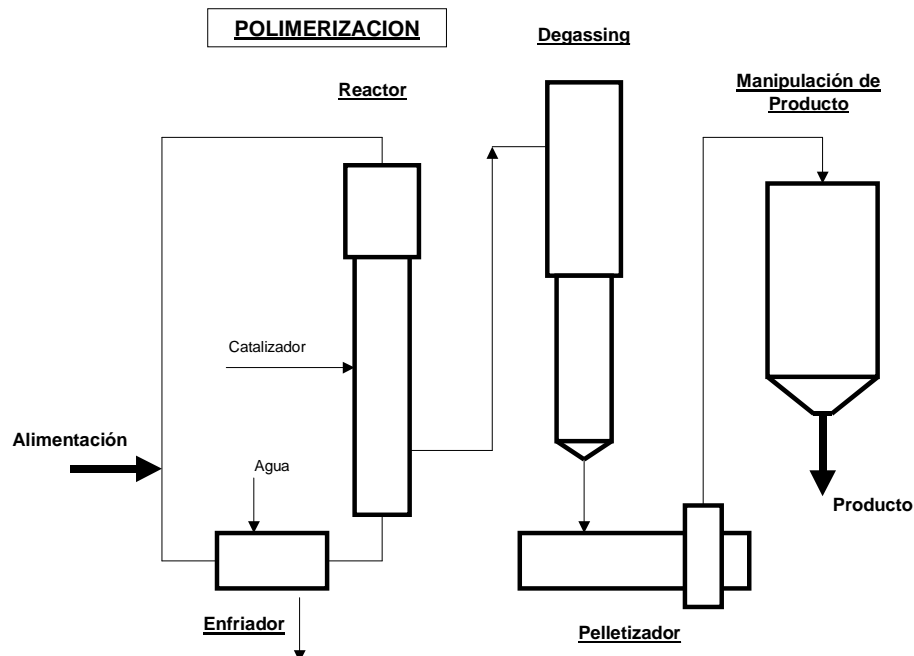 POLIMERIZACION
Degassing
Reactor
Manipulación de
Producto
Catalizador
Alimentación
Agua
Producto
Enfriador
Pelletizador